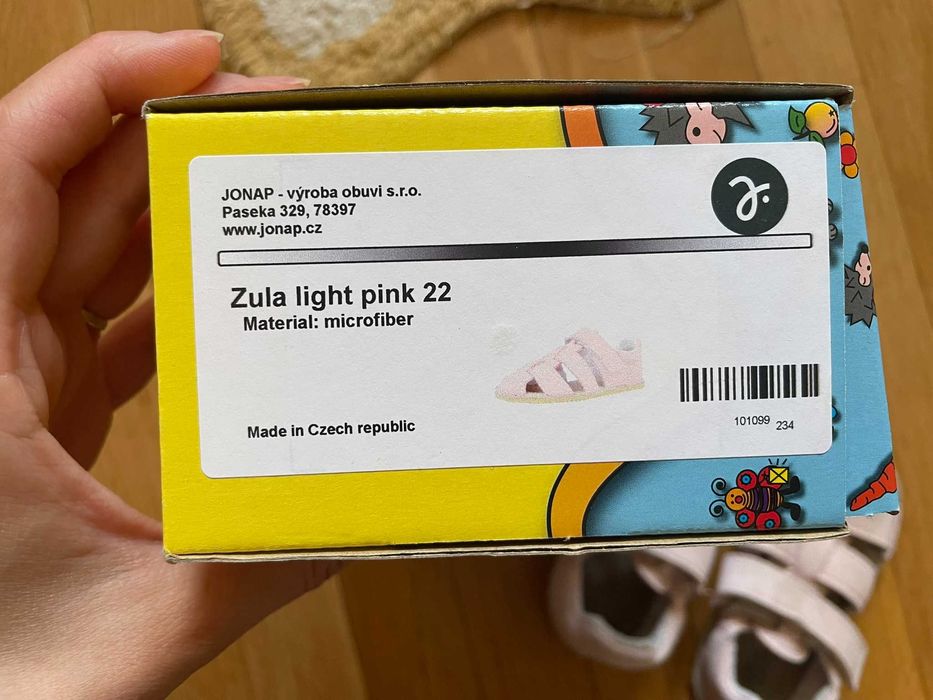 JONAP - výroba obuvi s.r.o.
Paseka 329, 78397
www.jonap.cz
j.
Zula light pink 22
Material: microfiber
Made in Czech republic
101099 234